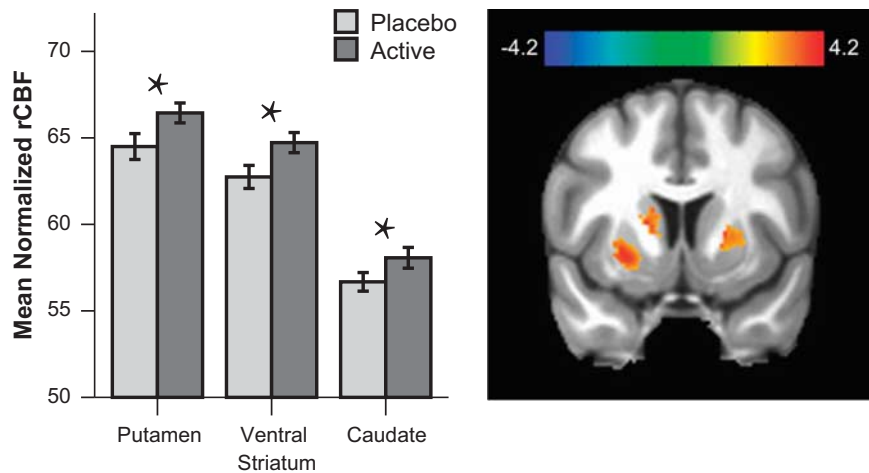 Placebo
Active
70
65
60
55
50
Mean Normalized rCBF
Putamen
Ventral
Striatum
Caudate
-4.2
4.2